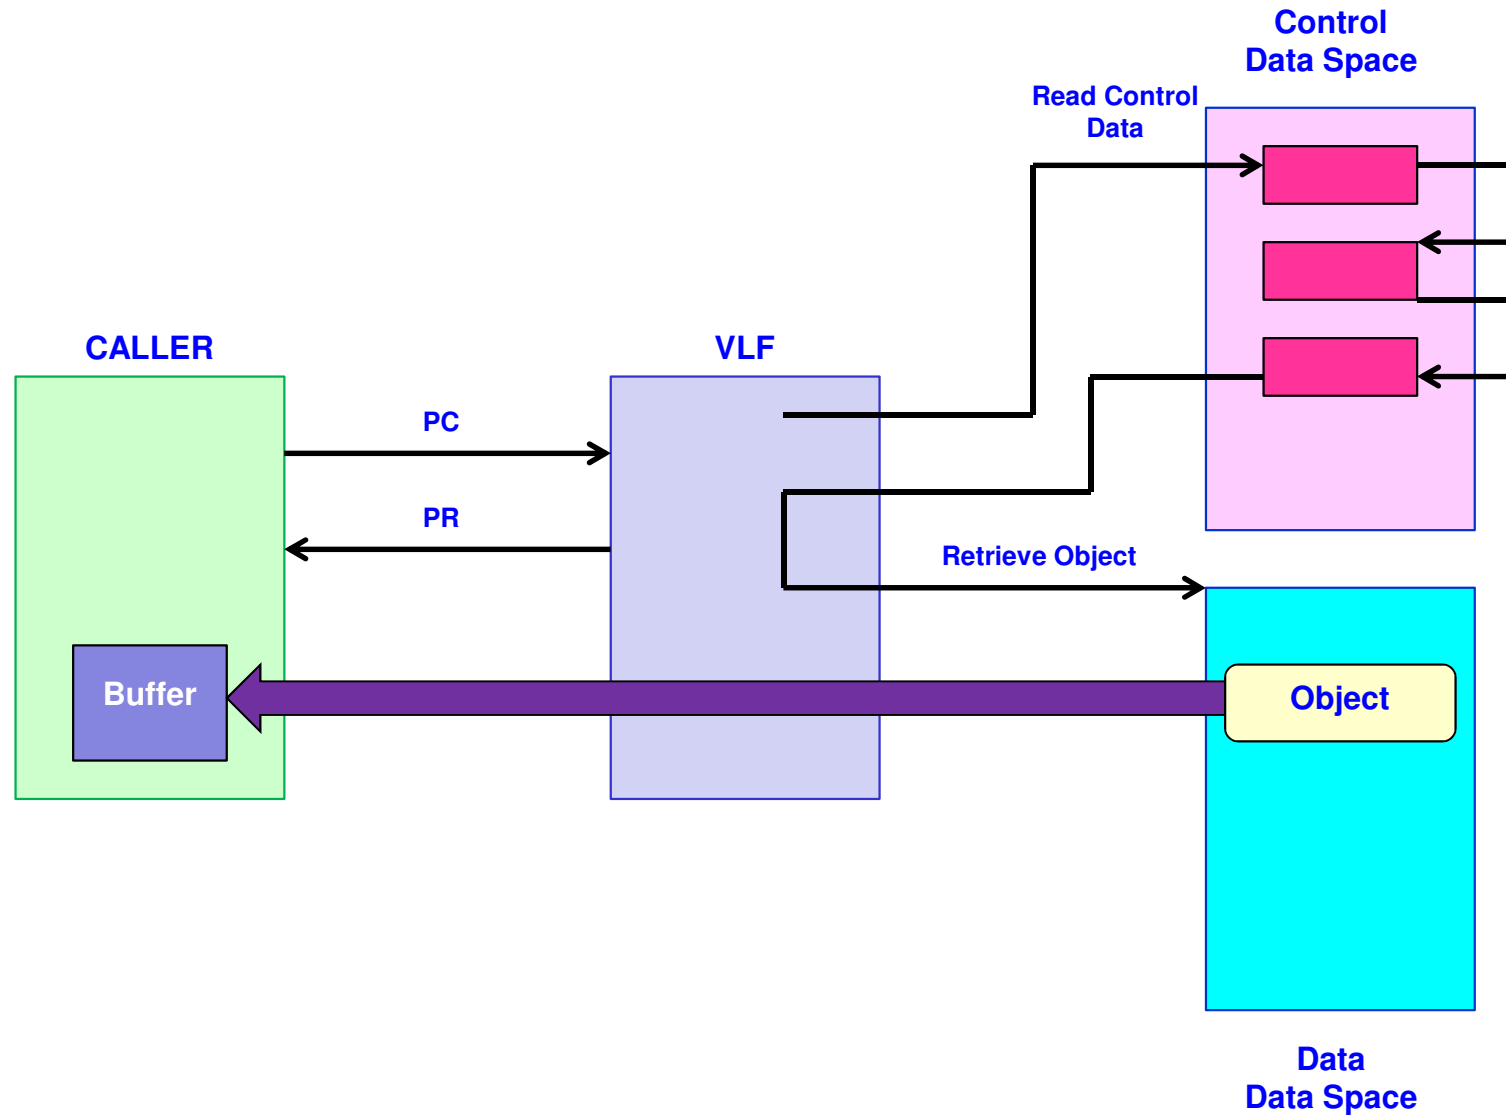 Control
Data Space
Read Control
Data
CALLER
VLF
PC
PR
Retrieve Object
Buffer
Object
Data
Data Space